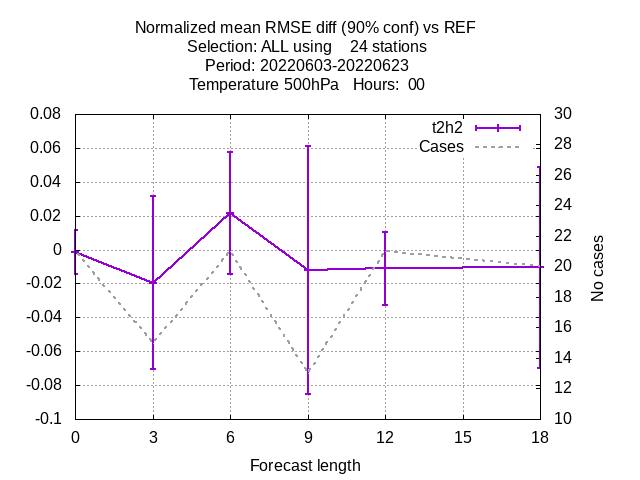 Normalized mean RMSE diff (90% conf) vs REF
Selection: ALL using    24 stations
Period: 20220603-20220623
Temperature 500hPa   Hours:  00
t2h2
Cases
0.08
0.06
0.04
0.02
0
-0.02
-0.04
-0.06
-0.08
-0.1
30
28
26
24
22
20
18
16
14
12
10
No cases
0 3 6 9 12 15 18
Forecast length